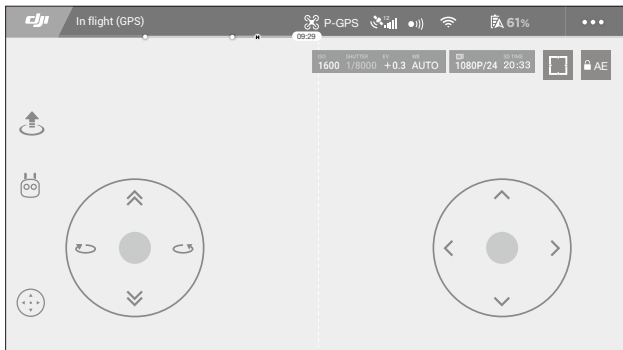 dji In flight (GPS) P-GPS 12 61%
09:29 H
ISO SHUTTER EV WB SD TIME
1600 1/8000 +0.3 AUTO 1080P/24 20:33 AE